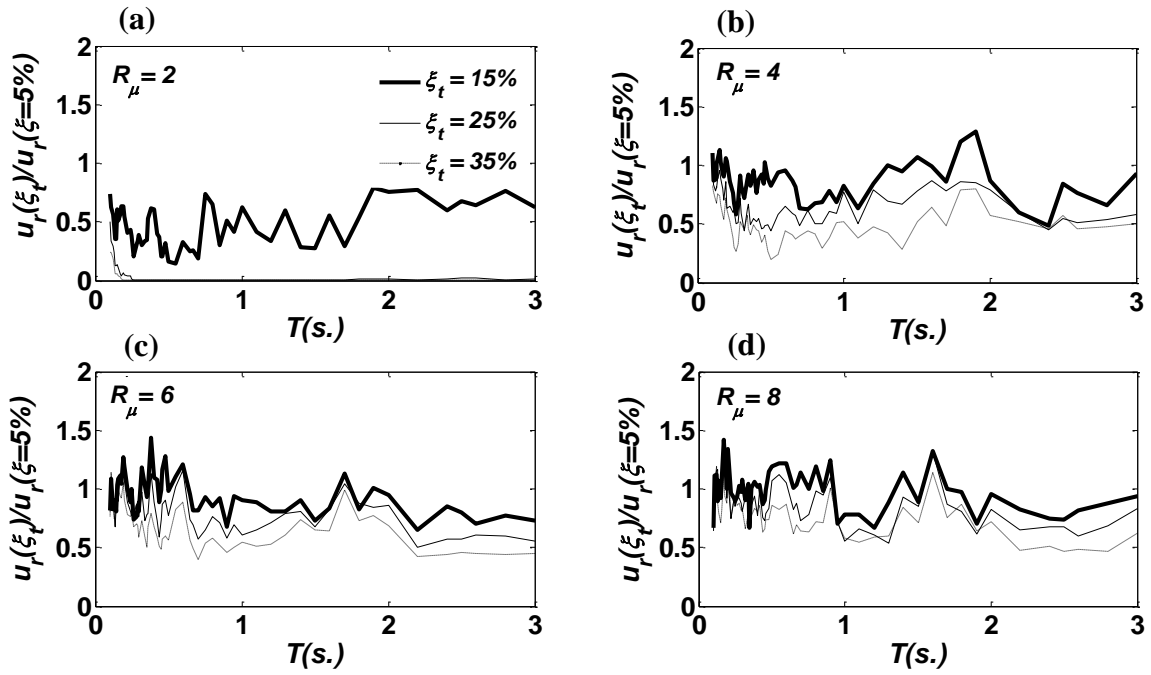 (a)
u_r(ξ_t)/u_r(ξ=5%)
2
1.5
1
0.5
0
R_μ = 2
ξ_t = 15%
ξ_t = 25%
ξ_t = 35%
0 1 2 3
T(s.)
(b)
u_r(ξ_t)/u_r(ξ=5%)
2
1.5
1
0.5
0
R_μ = 4
0 1 2 3
T(s.)
(c)
u_r(ξ_t)/u_r(ξ=5%)
2
1.5
1
0.5
0
R_μ = 6
0 1 2 3
T(s.)
(d)
u_r(ξ_t)/u_r(ξ=5%)
2
1.5
1
0.5
0
R_μ = 8
0 1 2 3
T(s.)